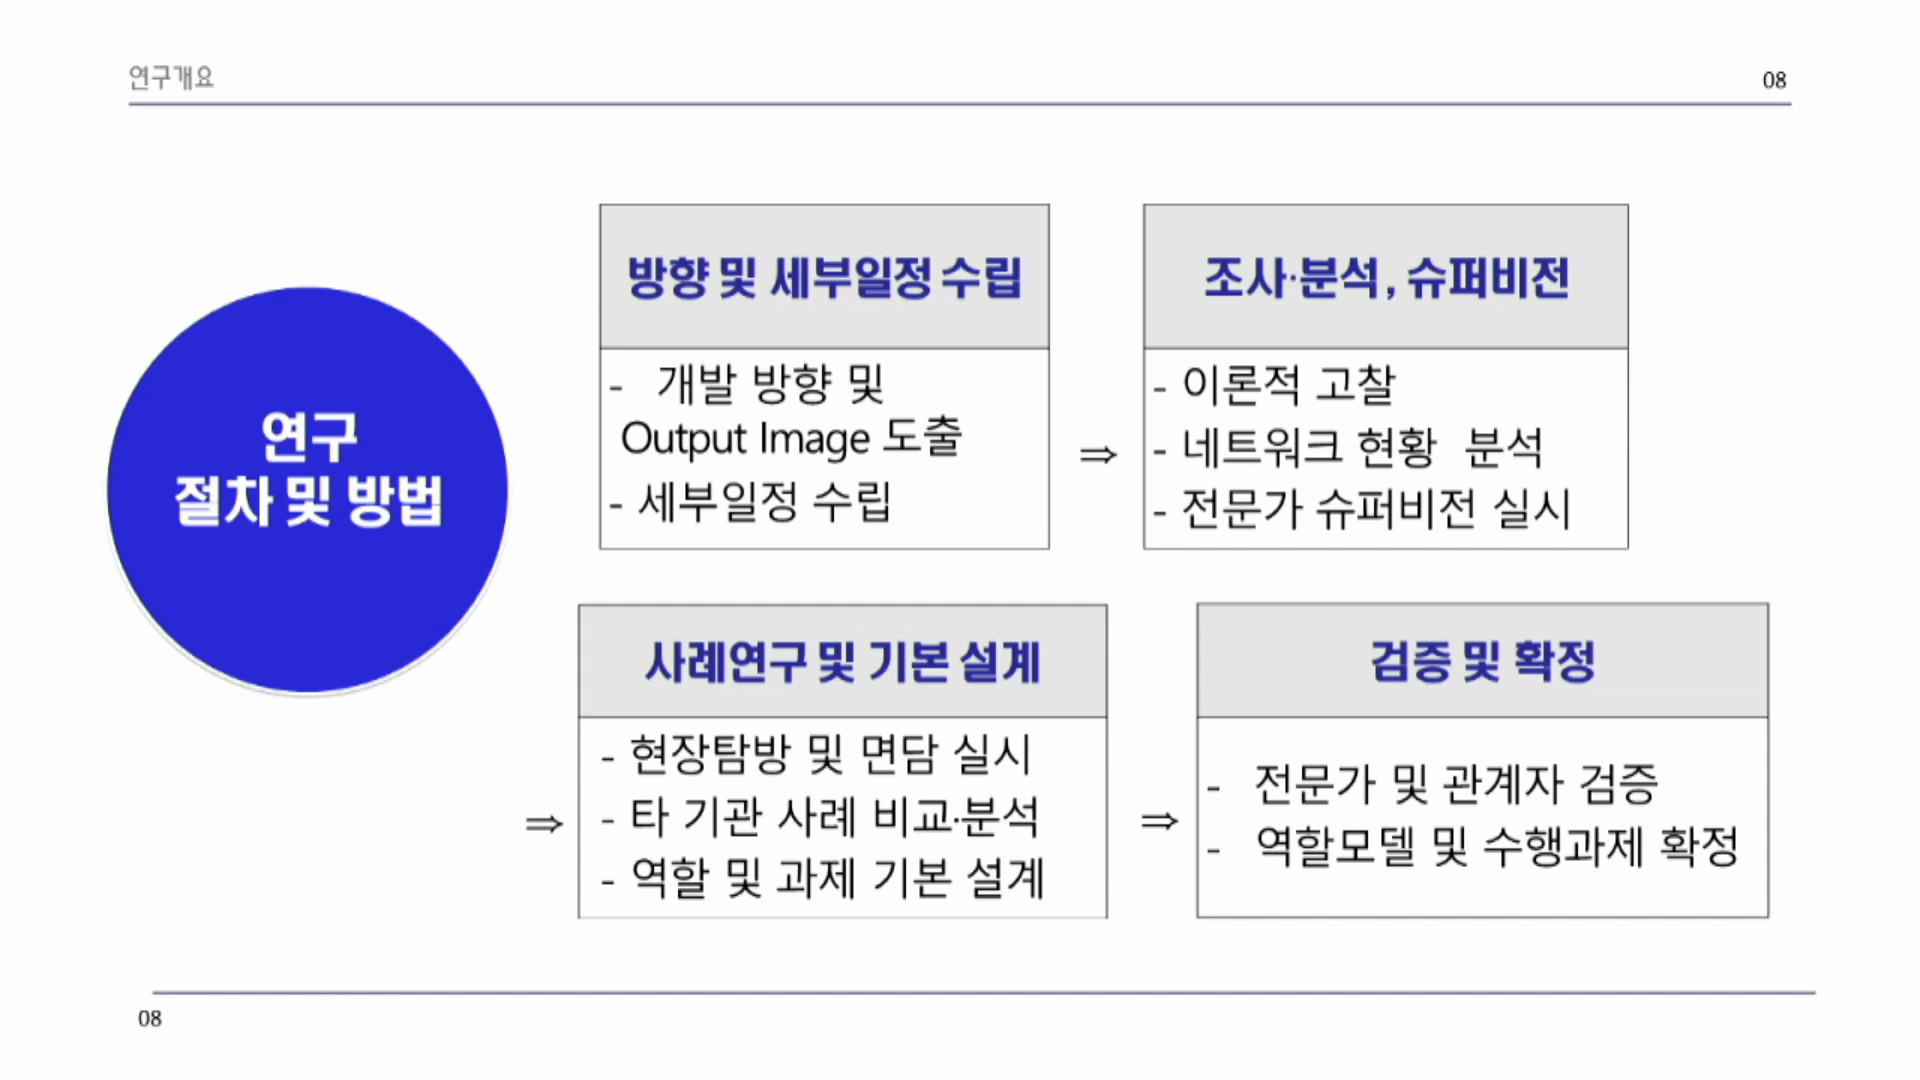 연구개요
08
연구
절차 및 방법
방향 및 세부일정 수립
- 개발 방향 및
Output Image 도출
- 세부일정 수립
⇒
조사·분석, 슈퍼비전
- 이론적 고찰
- 네트워크 현황 분석
- 전문가 슈퍼비전 실시
⇒
사례연구 및 기본 설계
- 현장탐방 및 면담 실시
- 타 기관 사례 비교·분석
- 역할 및 과제 기본 설계
⇒
검증 및 확정
- 전문가 및 관계자 검증
- 역할모델 및 수행과제 확정
08